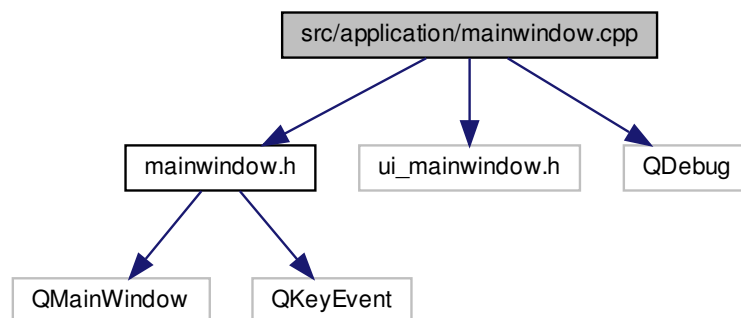 src/application/mainwindow.cpp
mainwindow.h
ui_mainwindow.h
QDebug
QMainWindow
QKeyEvent